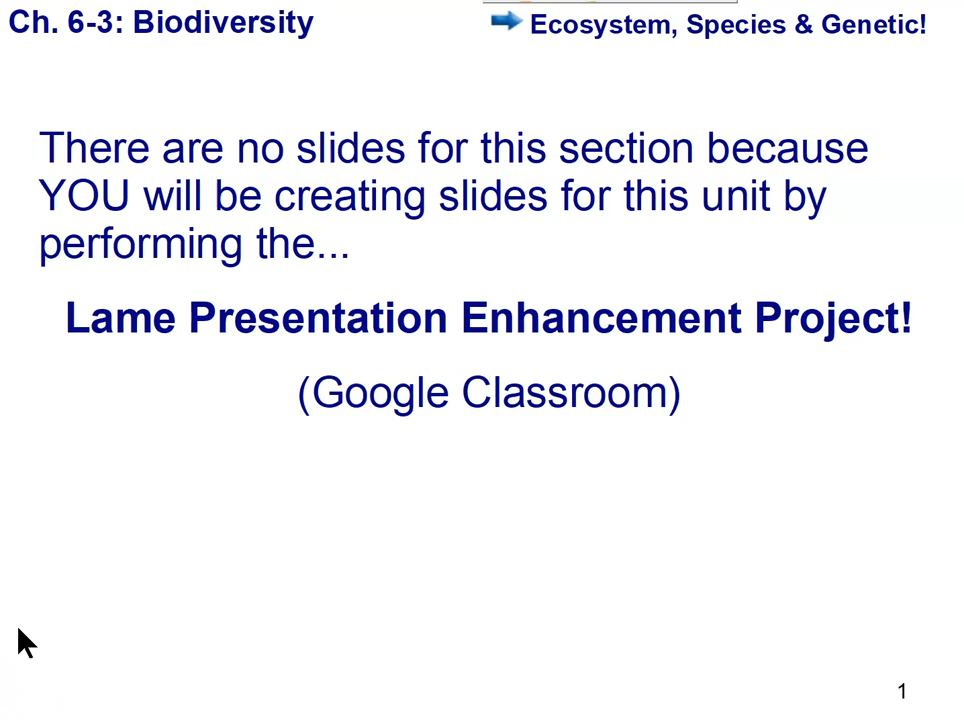 Ch. 6-3: Biodiversity
Ecosystem, Species & Genetic!
There are no slides for this section because
YOU will be creating slides for this unit by
performing the...
Lame Presentation Enhancement Project!
(Google Classroom)
1